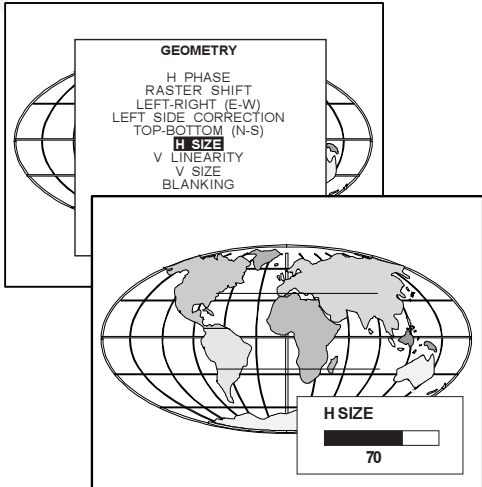 GEOMETRY
H PHASE
RASTER SHIFT
LEFT-RIGHT (E-W)
LEFT SIDE CORRECTION
TOP-BOTTOM (N-S)
H SIZE
V LINEARITY
V SIZE
BLANKING
H SIZE
70